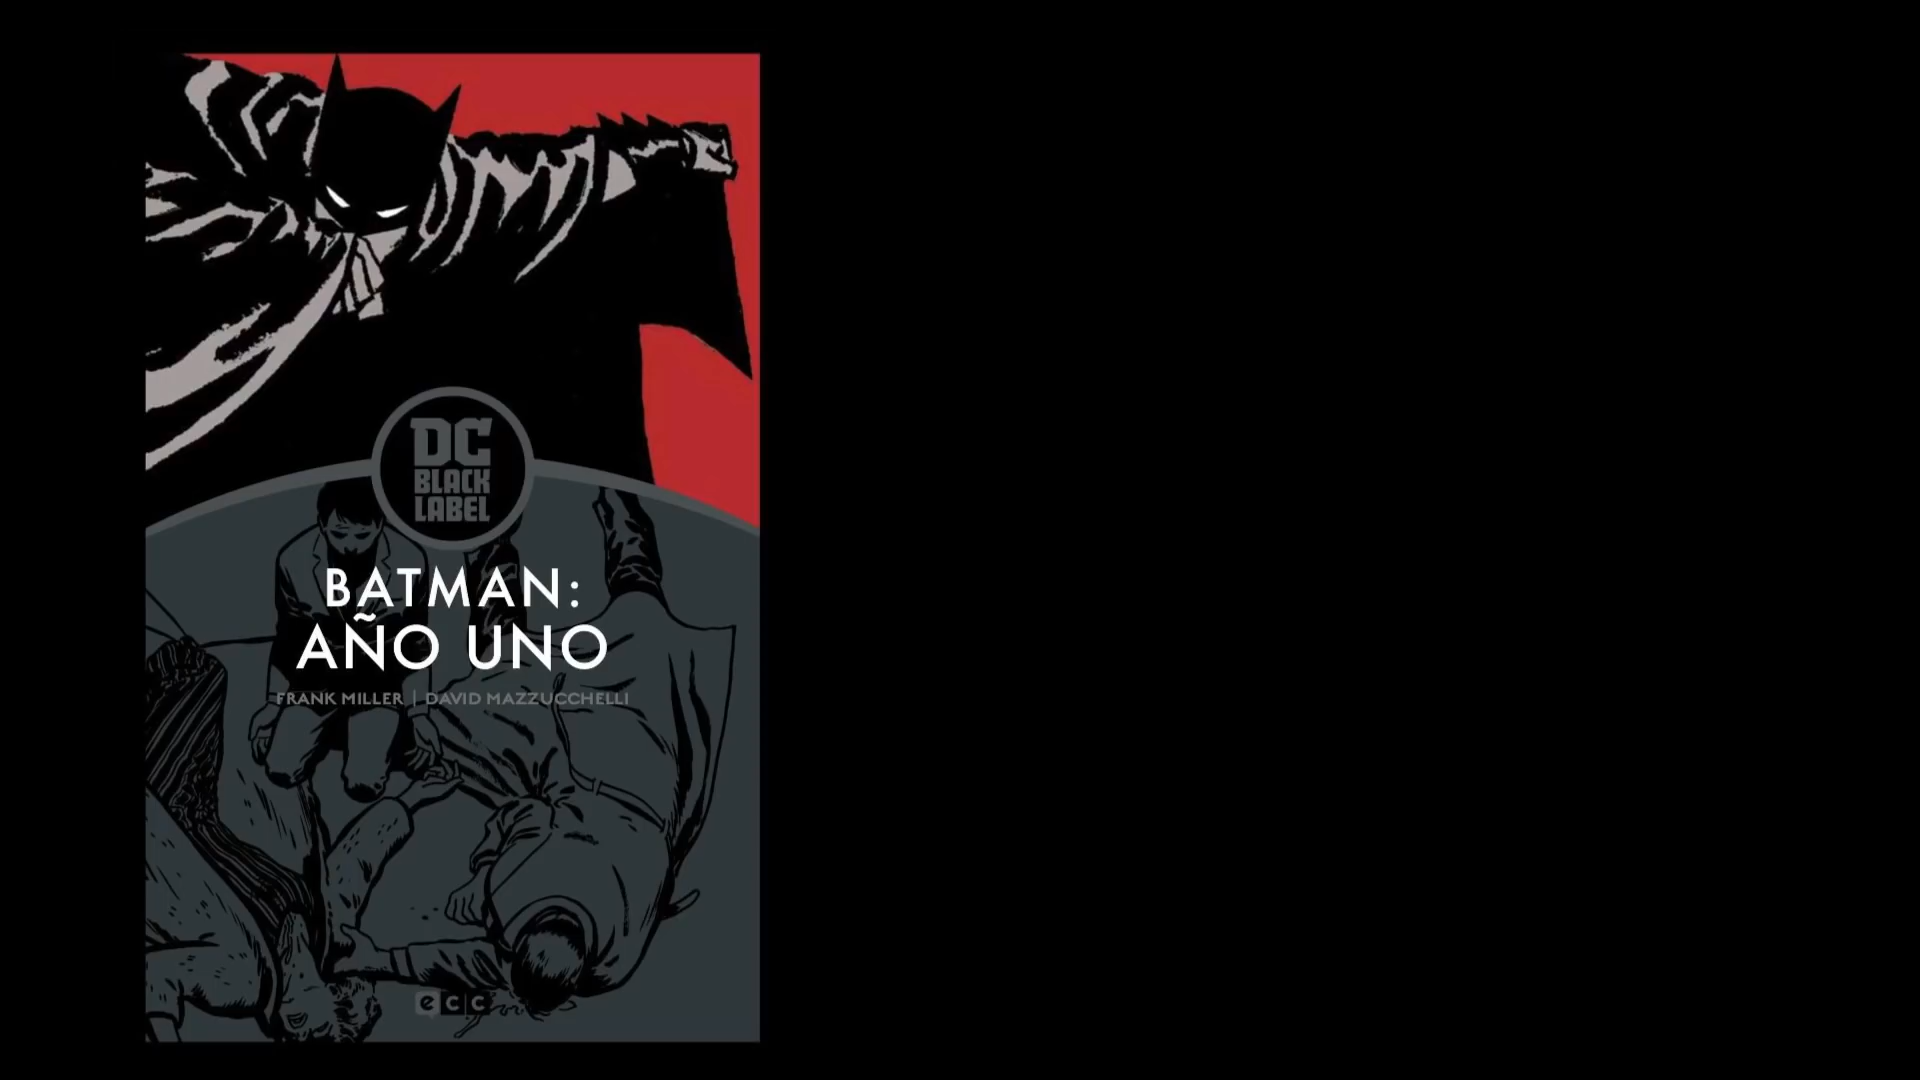 DC
BLACK
LABEL
BATMAN:
AÑO UNO
FRANK MILLER | DAVID MAZZUCCHELLI
ecc